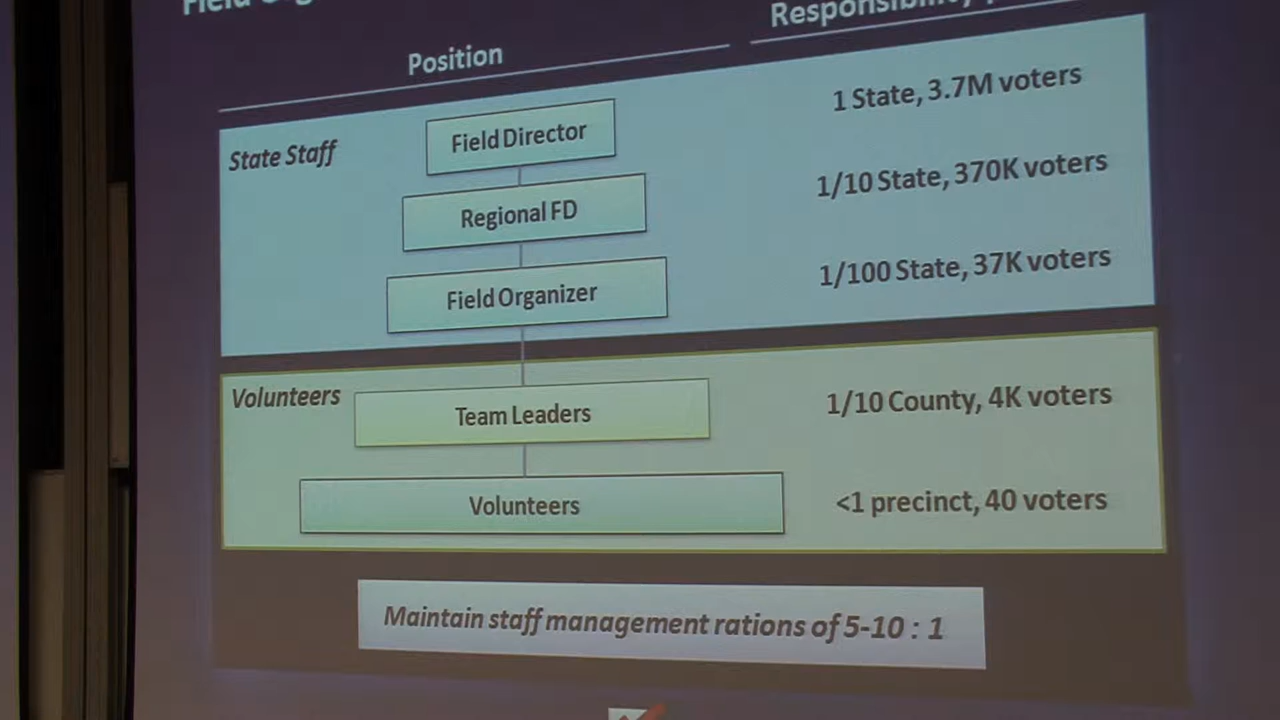 Field
Responsibility
Position
State Staff
Field Director
1 State, 3.7M voters
Regional FD
1/10 State, 370K voters
Field Organizer
1/100 State, 37K voters
Volunteers
Team Leaders
1/10 County, 4K voters
Volunteers
<1 precinct, 40 voters
Maintain staff management rations of 5-10 : 1